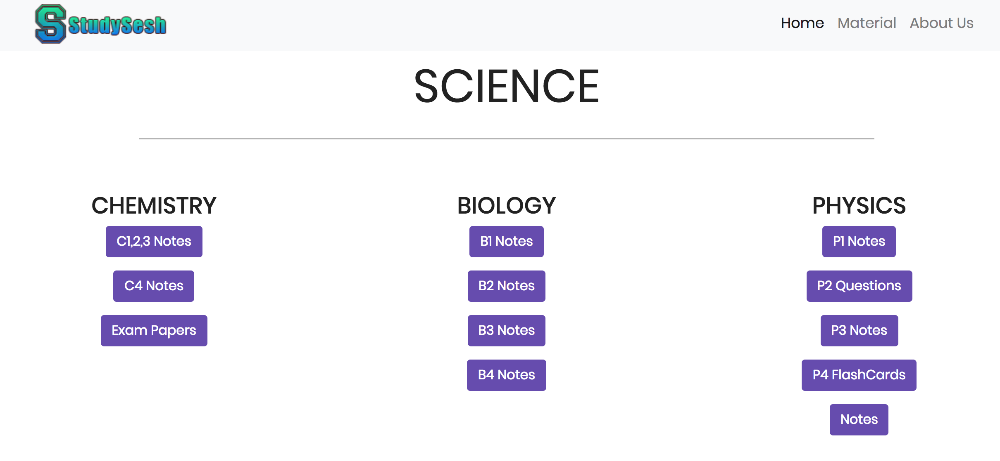 S StudySesh
Home Material About Us
SCIENCE
CHEMISTRY
C1,2,3 Notes
C4 Notes
Exam Papers
BIOLOGY
B1 Notes
B2 Notes
B3 Notes
B4 Notes
PHYSICS
P1 Notes
P2 Questions
P3 Notes
P4 FlashCards
Notes